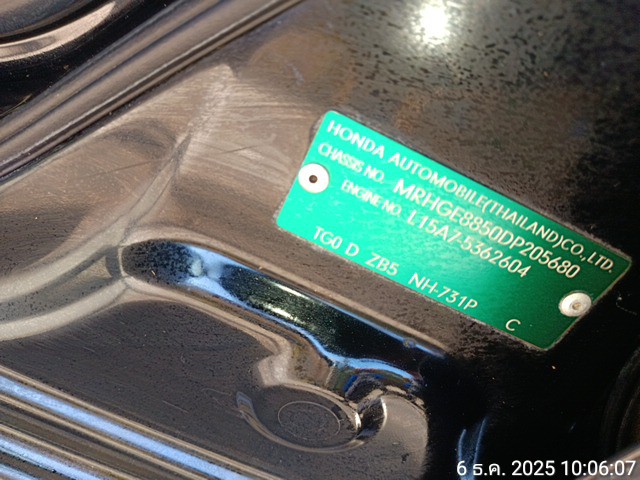 HONDA AUTOMOBILE(THAILAND)CO.,LTD.
CHASSIS NO. MRHGE8850DP205680
ENGINE NO. L15A7-5362604
TG0 D ZB5 NH-731P C
6 ธ.ค. 2025 10:06:07